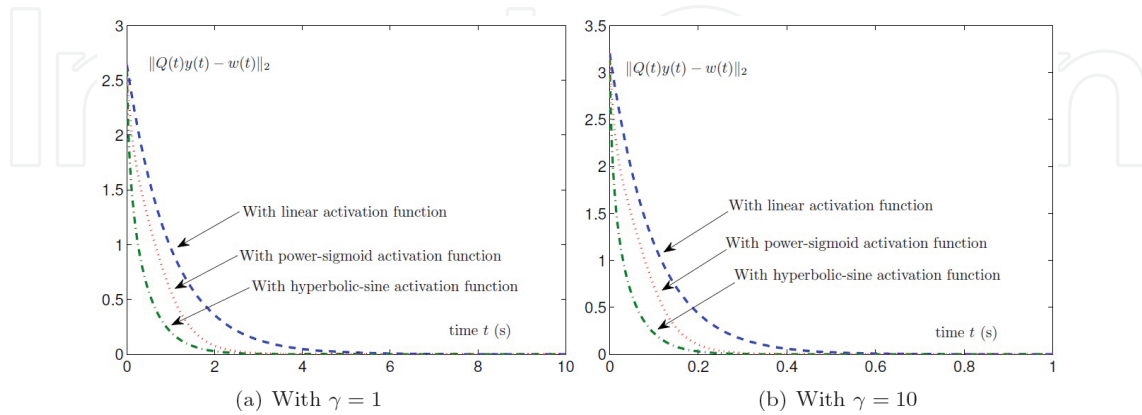 3
2.5
2
1.5
1
0.5
0
0 2 4 6 8 10
‖Q(t)y(t) − w(t)‖₂
With linear activation function
With power-sigmoid activation function
With hyperbolic-sine activation function
time t (s)
(a) With γ = 1
3.5
3
2.5
2
1.5
1
0.5
0
0 0.2 0.4 0.6 0.8 1
‖Q(t)y(t) − w(t)‖₂
With linear activation function
With power-sigmoid activation function
With hyperbolic-sine activation function
time t (s)
(b) With γ = 10